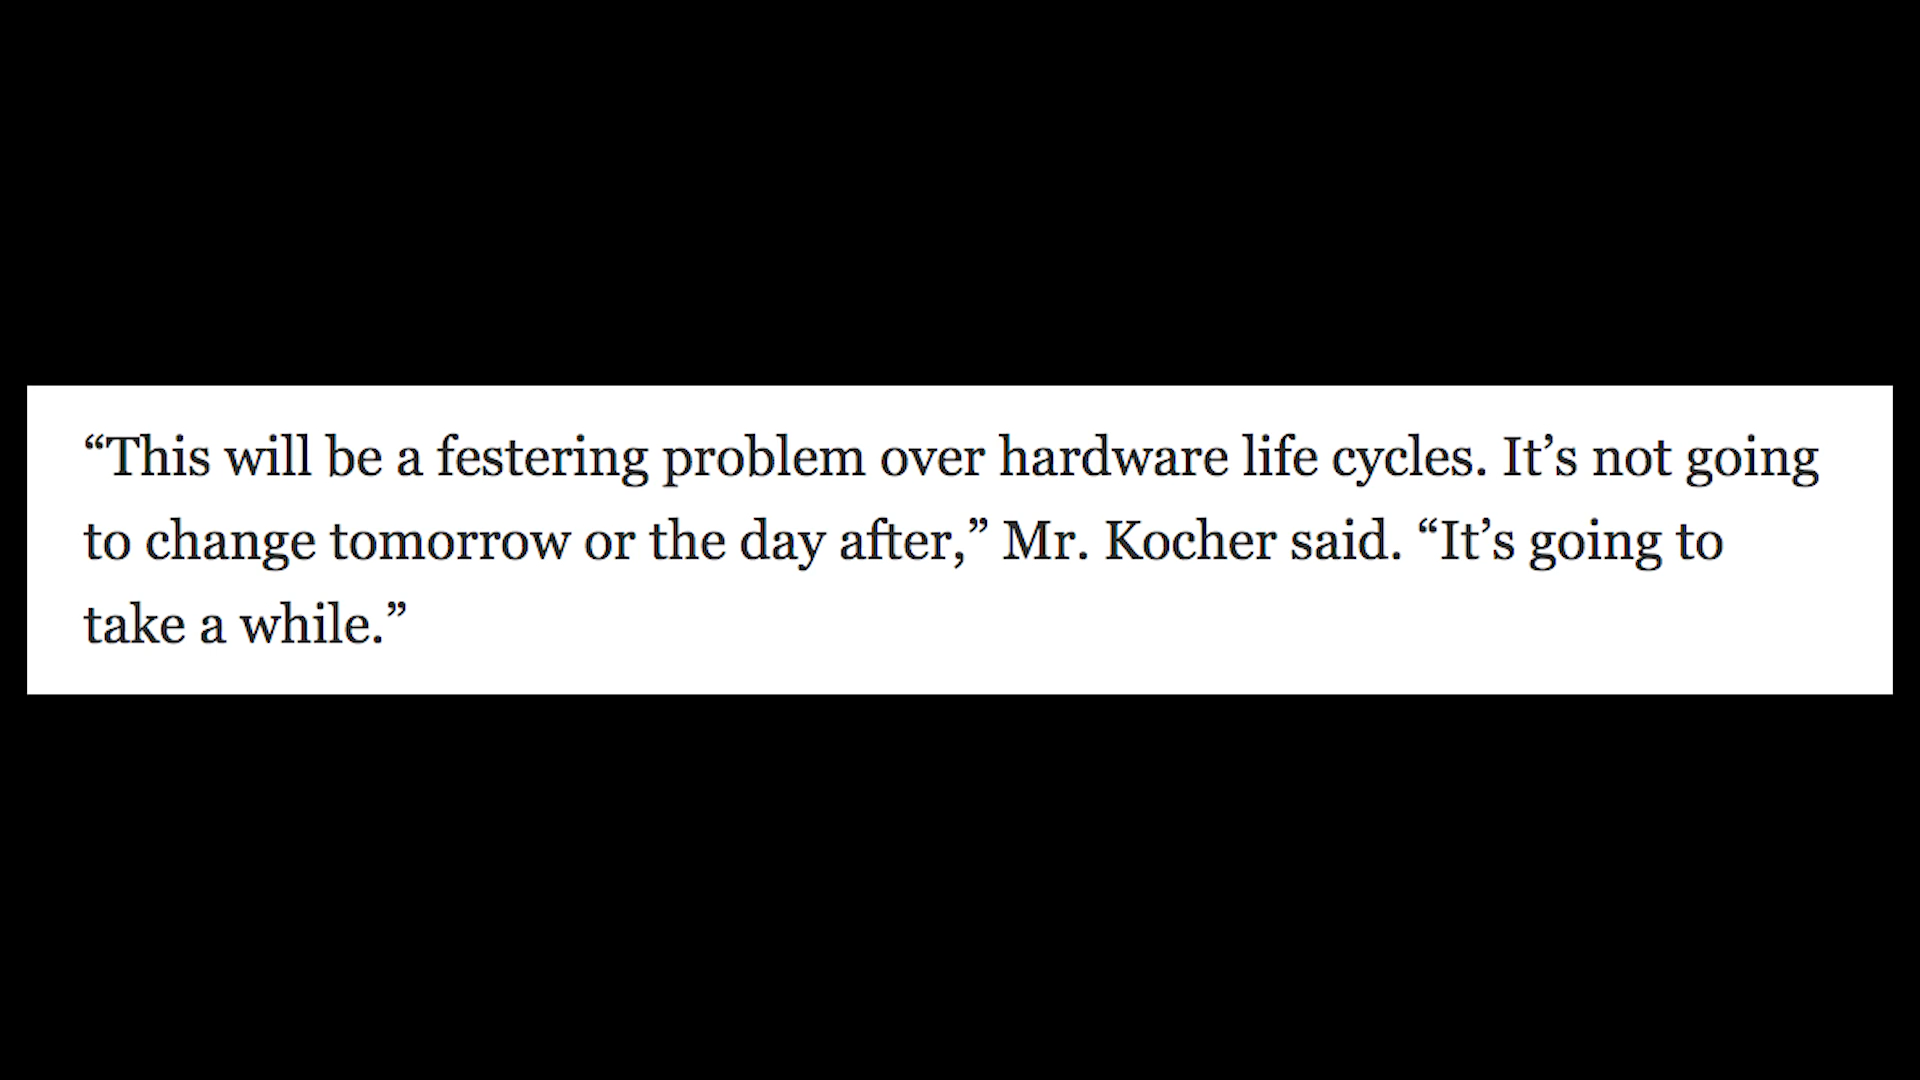 “This will be a festering problem over hardware life cycles. It’s not going
to change tomorrow or the day after,” Mr. Kocher said. “It’s going to
take a while.”